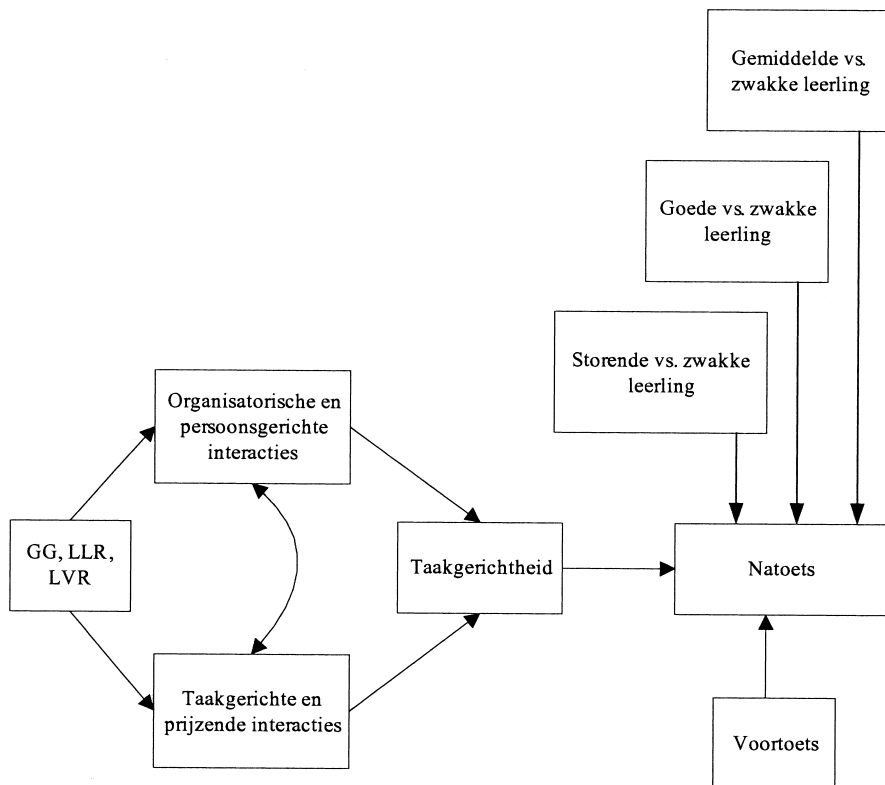 Gemiddelde vs.
zwakke leerling
Goede vs. zwakke
leerling
Storende vs. zwakke
leerling
Organisatorische en
persoonsgerichte
interacties
GG, LLR,
LVR
Taakgerichtheid
Natoets
Taakgerichte en
prijzende interacties
Voortoets